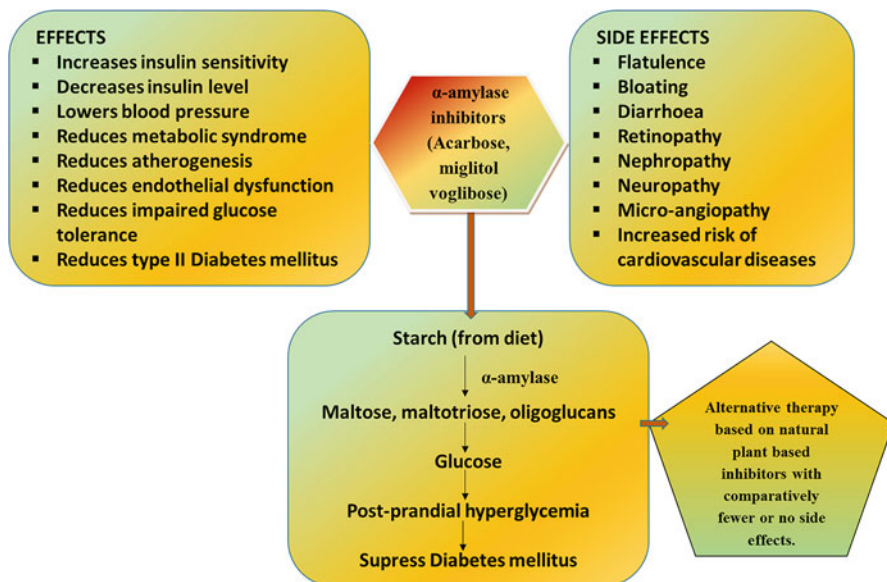 EFFECTS
▪ Increases insulin sensitivity
▪ Decreases insulin level
▪ Lowers blood pressure
▪ Reduces metabolic syndrome
▪ Reduces atherogenesis
▪ Reduces endothelial dysfunction
▪ Reduces impaired glucose
tolerance
▪ Reduces type II Diabetes mellitus
α-amylase
inhibitors
(Acarbose,
miglitol
voglibose)
SIDE EFFECTS
▪ Flatulence
▪ Bloating
▪ Diarrhoea
▪ Retinopathy
▪ Nephropathy
▪ Neuropathy
▪ Micro-angiopathy
▪ Increased risk of
cardiovascular diseases
Starch (from diet)
α-amylase
Maltose, maltotriose, oligoglucans
Glucose
Post-prandial hyperglycemia
Supress Diabetes mellitus
Alternative therapy
based on natural
plant based
inhibitors with
comparatively
fewer or no side
effects.